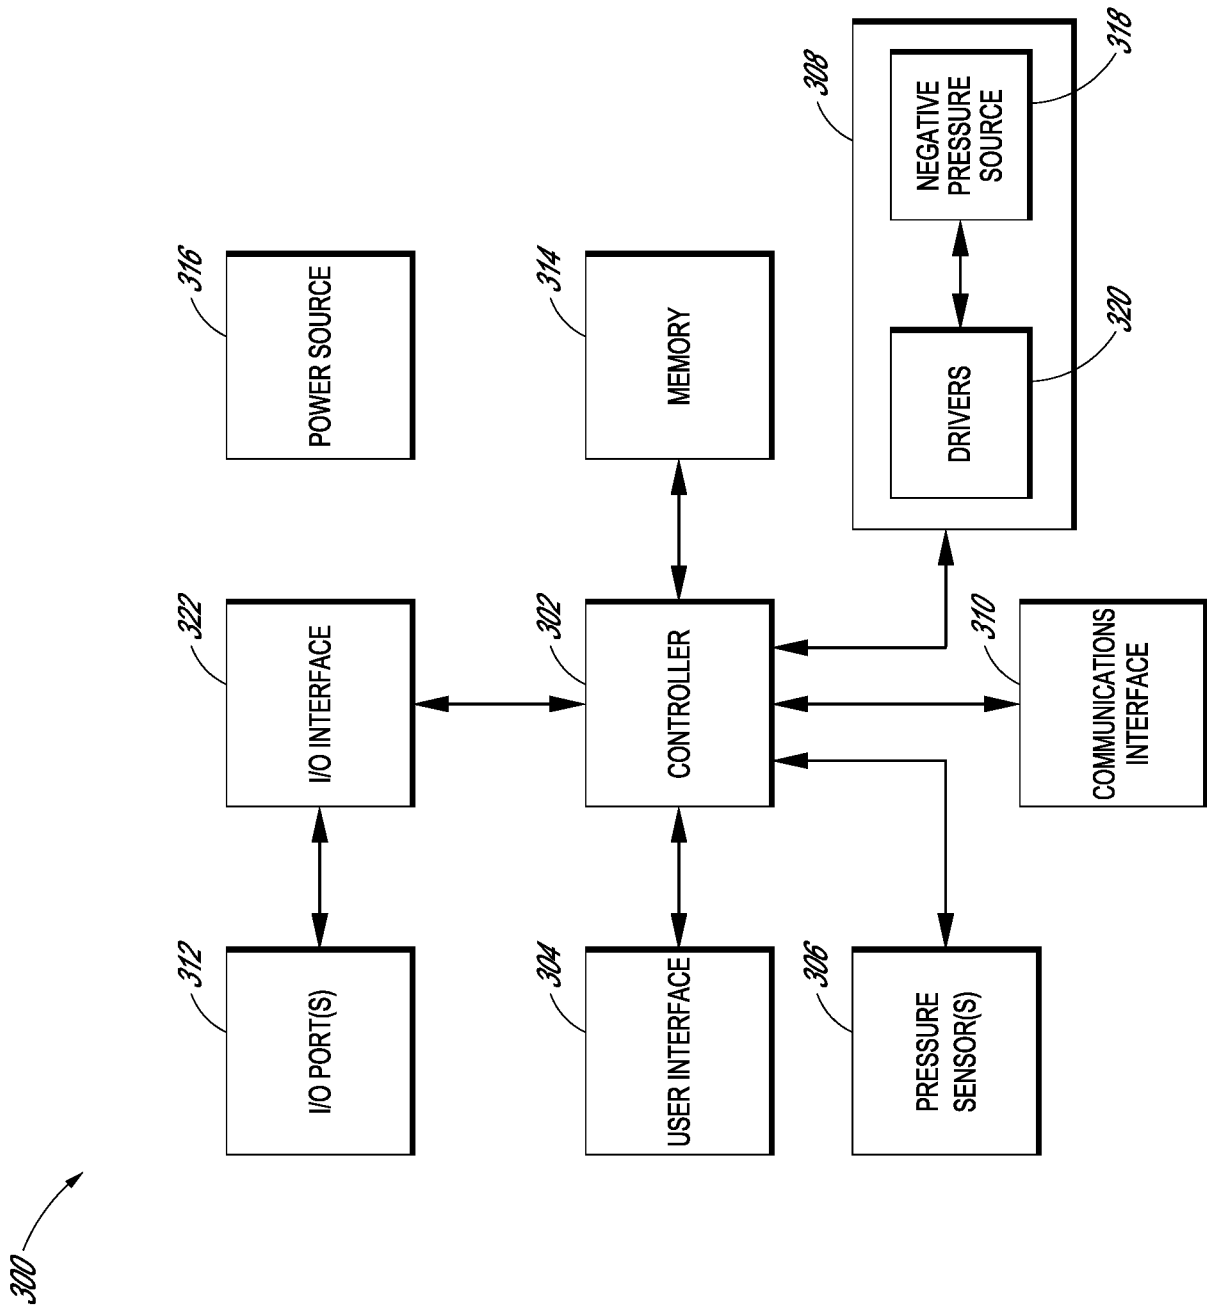 300
312
I/O PORT(S)
322
I/O INTERFACE
316
POWER SOURCE
304
USER INTERFACE
302
CONTROLLER
314
MEMORY
306
PRESSURE
SENSOR(S)
310
COMMUNICATIONS
INTERFACE
308
320
DRIVERS
318
NEGATIVE
PRESSURE
SOURCE